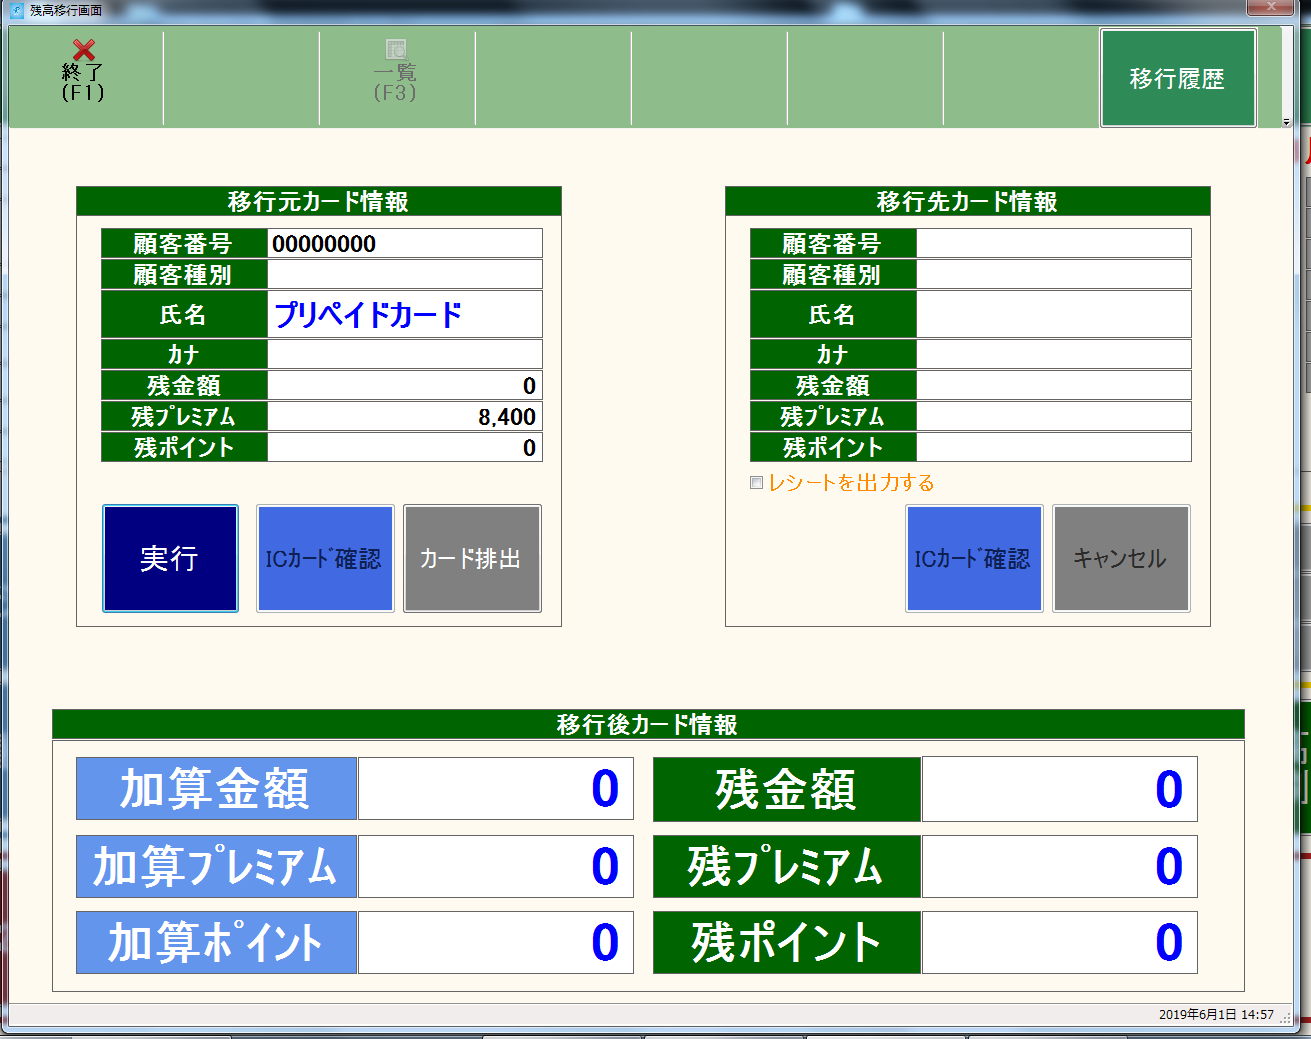 残高移行画面
終了
(F1)
一覧
(F3)
移行履歴
移行元カード情報
顧客番号 00000000
顧客種別
氏名 プリペイドカード
ｶﾅ
残金額 0
残ﾌﾟﾚﾐｱﾑ 8,400
残ポイント 0
実行
ICｶｰﾄﾞ確認
カード排出
移行先カード情報
顧客番号
顧客種別
氏名
ｶﾅ
残金額
残ﾌﾟﾚﾐｱﾑ
残ポイント
レシートを出力する
ICｶｰﾄﾞ確認
キャンセル
移行後カード情報
加算金額 0 残金額 0
加算ﾌﾟﾚﾐｱﾑ 0 残ﾌﾟﾚﾐｱﾑ 0
加算ﾎﾟｲﾝﾄ 0 残ポイント 0
2019年6月1日 14:57